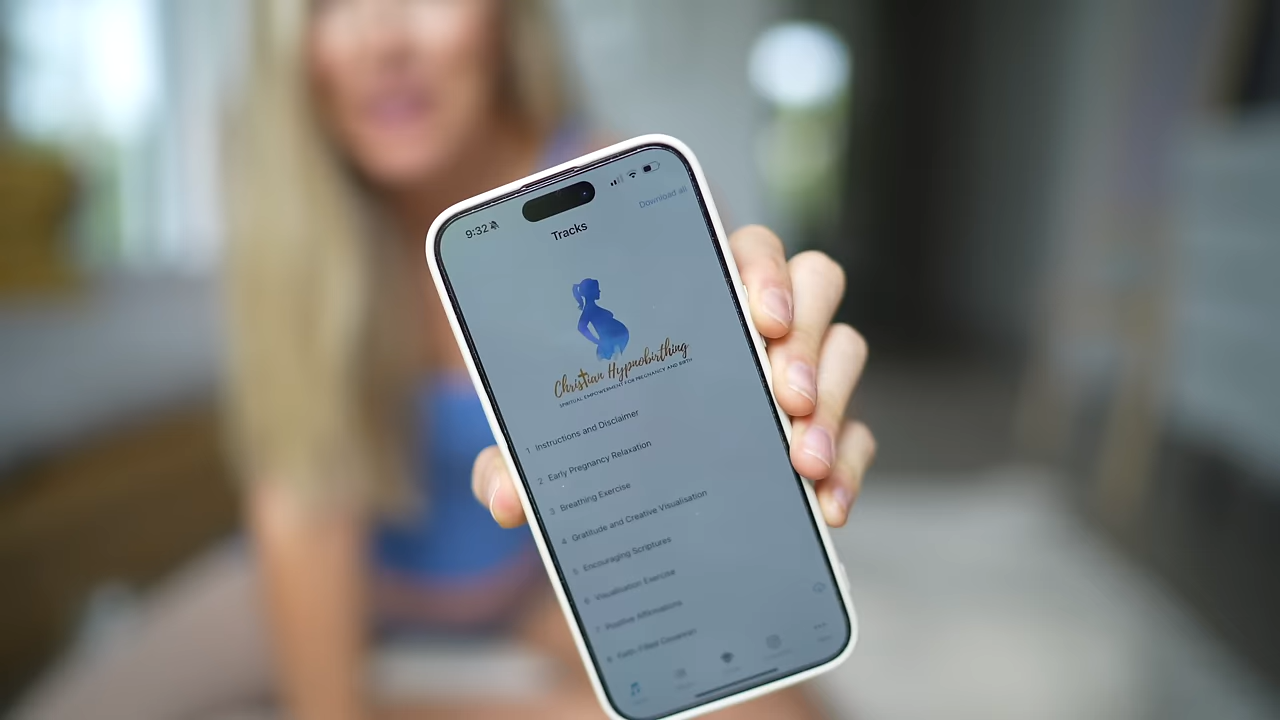 9:32
Download all
Tracks
Christian Hypnobirthing
SPIRITUAL EMPOWERMENT FOR PREGNANCY AND BIRTH
1 Instructions and Disclaimer
2 Early Pregnancy Relaxation
3 Breathing Exercise
4 Gratitude and Creative Visualisation
5 Encouraging Scriptures
6 Visualisation Exercise
7 Positive Affirmations
8